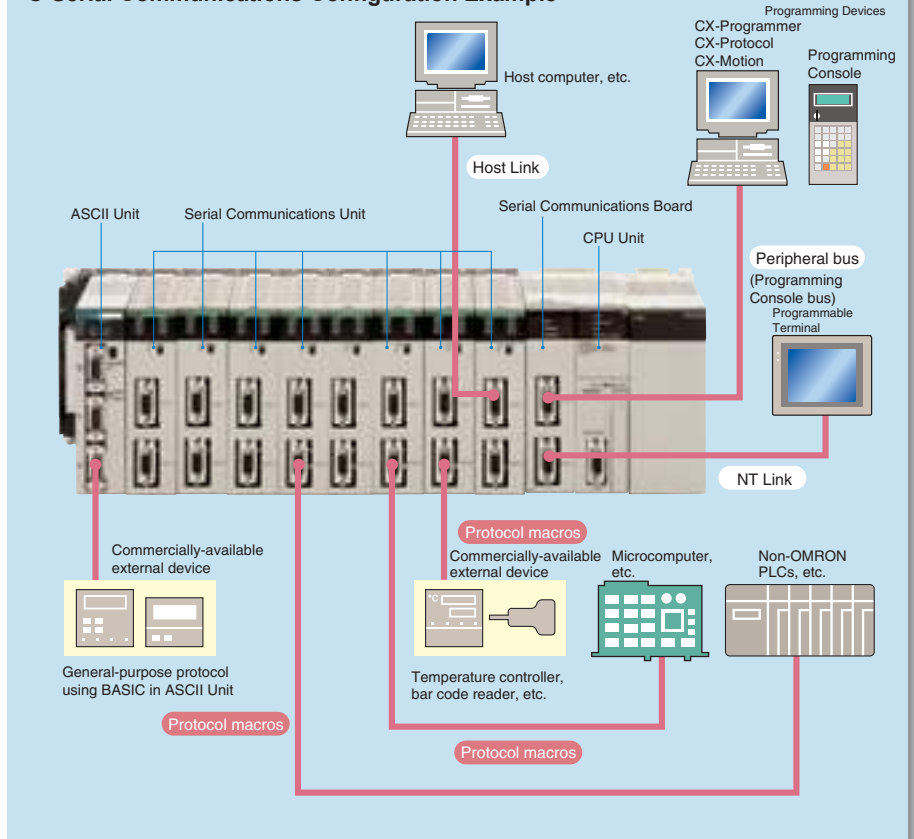 Serial Communications Configuration Example
Programming Devices
CX-Programmer
CX-Protocol
CX-Motion
Programming
Console
Host computer, etc.
Host Link
ASCII Unit
Serial Communications Unit
Serial Communications Board
CPU Unit
Peripheral bus
(Programming
Console bus)
Programmable
Terminal
NT Link
Protocol macros
Commercially-available
external device
Commercially-available
external device
°C
Microcomputer,
etc.
Non-OMRON
PLCs, etc.
General-purpose protocol
using BASIC in ASCII Unit
Temperature controller,
bar code reader, etc.
Protocol macros
Protocol macros